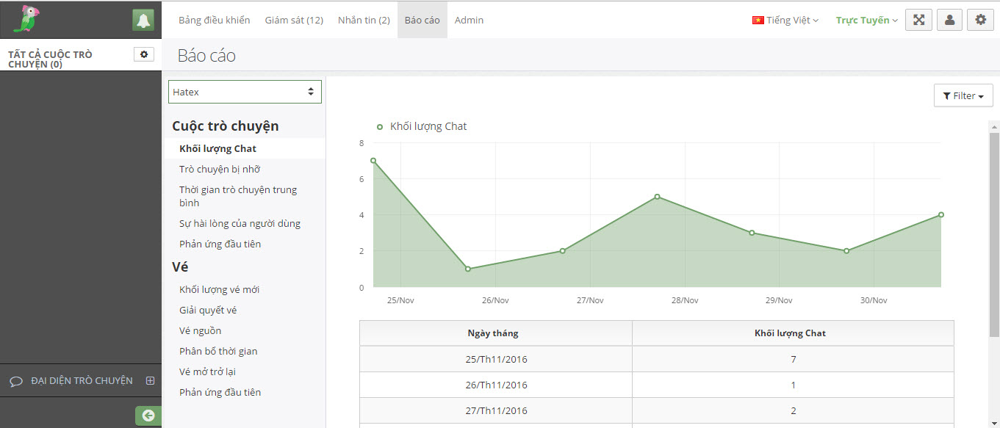 Bảng điều khiển Giám sát (12) Nhắn tin (2) Báo cáo Admin Tiếng Việt Trực Tuyến
TẤT CẢ CUỘC TRÒ
CHUYỆN (0)
Báo cáo
Hatex
Filter
Cuộc trò chuyện
Khối lượng Chat
Trò chuyện bị nhỡ
Thời gian trò chuyện trung
bình
Sự hài lòng của người dùng
Phản ứng đầu tiên
Vé
Khối lượng vé mới
Giải quyết vé
Vé nguồn
Phân bố thời gian
Vé mở trở lại
Phản ứng đầu tiên
Khối lượng Chat
8
6
4
2
0
25/Nov 26/Nov 27/Nov 28/Nov 29/Nov 30/Nov
Ngày tháng Khối lượng Chat
25/Th11/2016 7
26/Th11/2016 1
27/Th11/2016 2
ĐẠI DIỆN TRÒ CHUYỆN